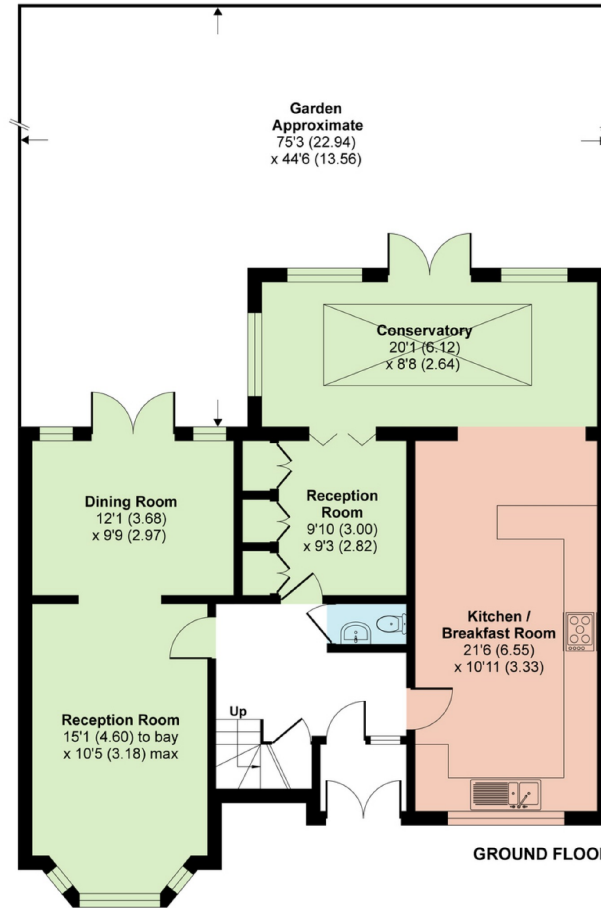 Garden
Approximate
75'3 (22.94)
x 44'6 (13.56)
Conservatory
20'1 (6.12)
x 8'8 (2.64)
Dining Room
12'1 (3.68)
x 9'9 (2.97)
Reception
Room
9'10 (3.00)
x 9'3 (2.82)
Kitchen /
Breakfast Room
21'6 (6.55)
x 10'11 (3.33)
Reception Room
15'1 (4.60) to bay
x 10'5 (3.18) max
Up
GROUND FLOO